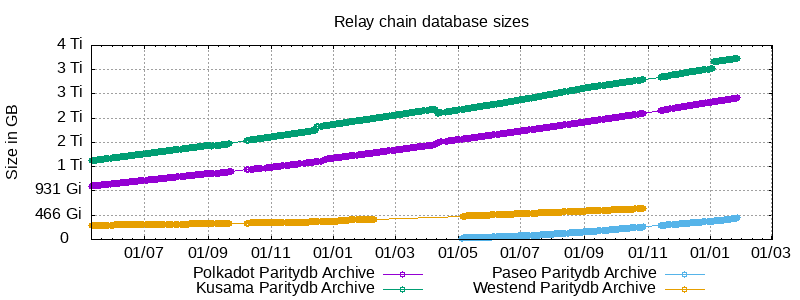 Relay chain database sizes
Size in GB
4 Ti
3 Ti
3 Ti
2 Ti
2 Ti
1 Ti
931 Gi
466 Gi
0
01/07 01/09 01/11 01/01 01/03 01/05 01/07 01/09 01/11 01/01 01/03
Polkadot Paritydb Archive Paseo Paritydb Archive
Kusama Paritydb Archive Westend Paritydb Archive